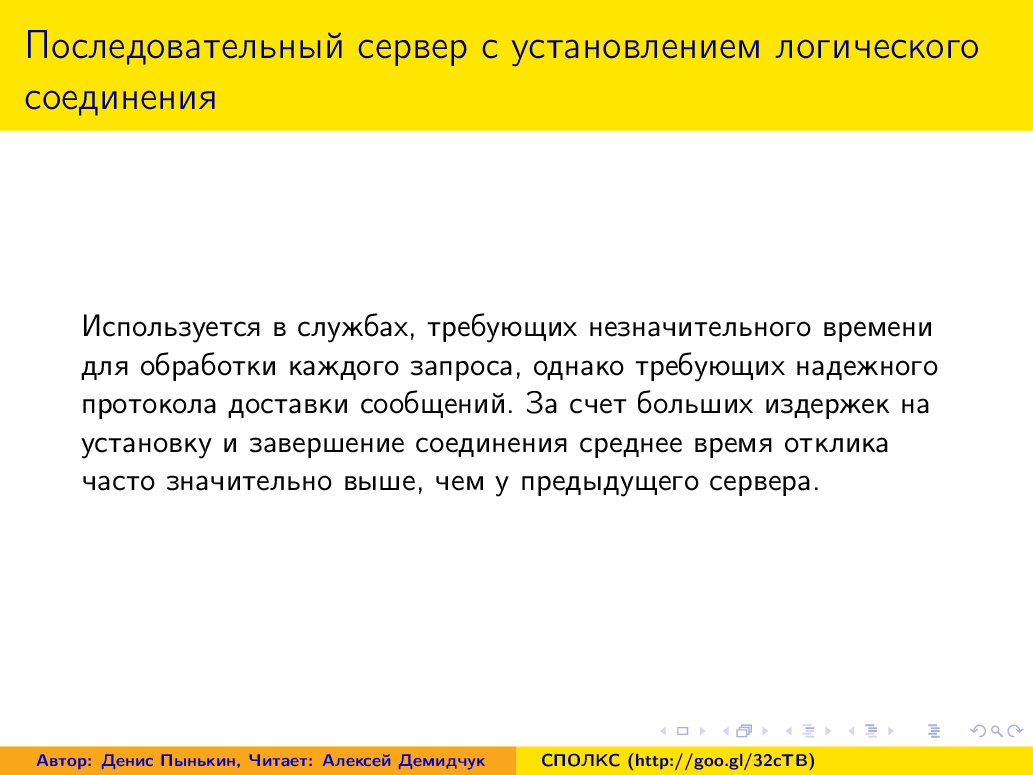 Последовательный сервер с установлением логического
соединения
Используется в службах, требующих незначительного времени
для обработки каждого запроса, однако требующих надежного
протокола доставки сообщений. За счет больших издержек на
установку и завершение соединения среднее время отклика
часто значительно выше, чем у предыдущего сервера.
Автор: Денис Пынькин, Читает: Алексей Демидчук
СПОЛКС (http://goo.gl/32cTB)